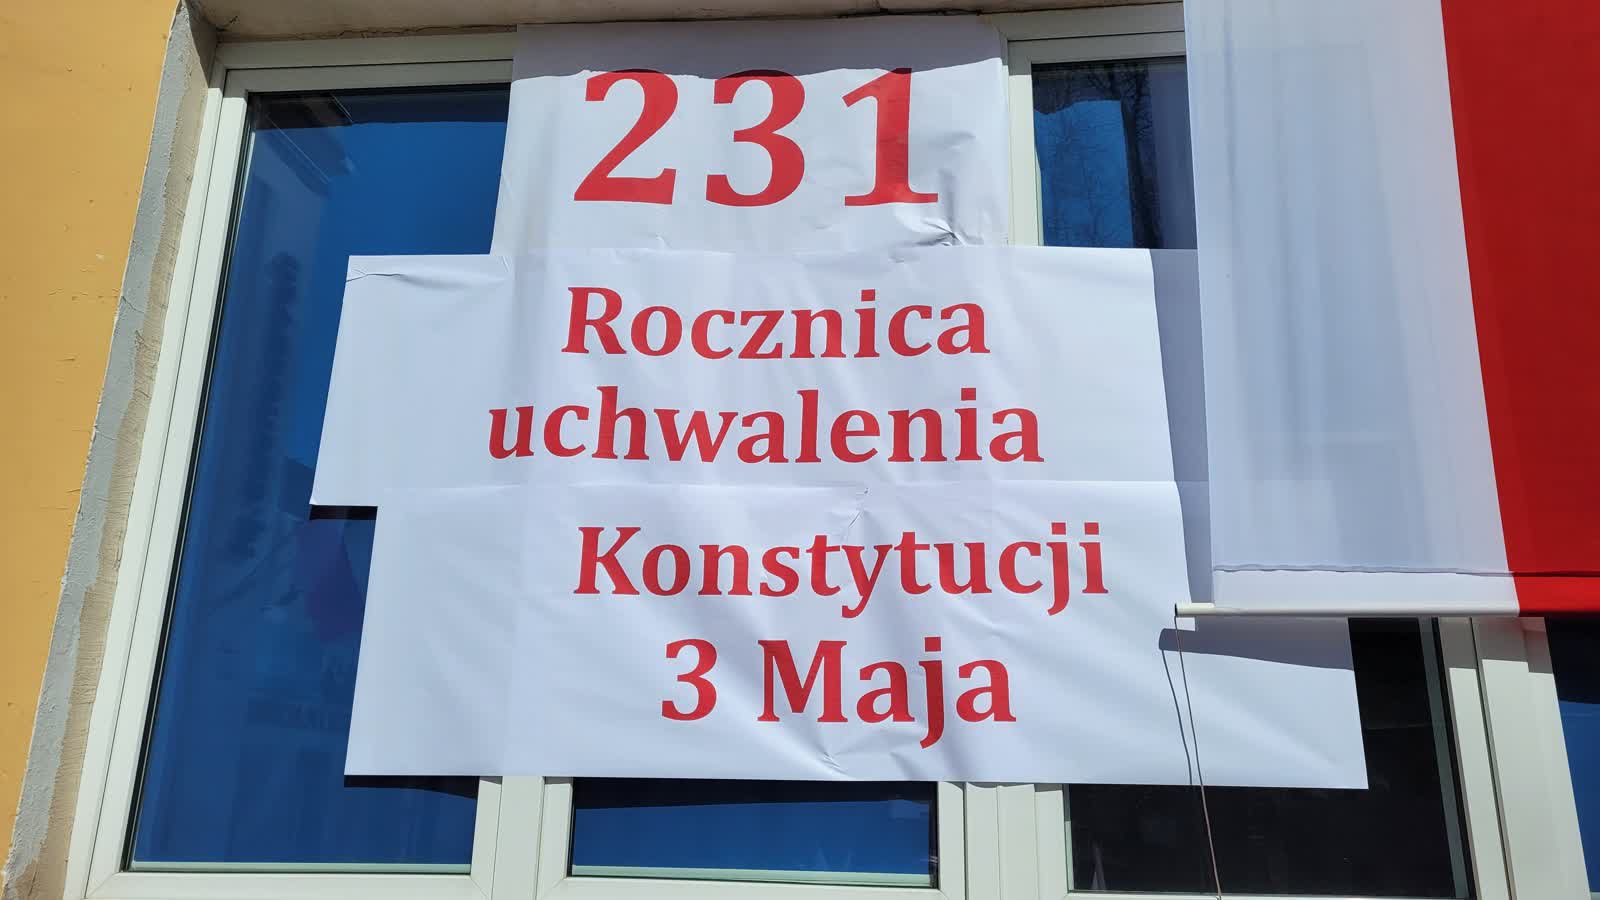 231
Rocznica
uchwalenia
Konstytucji
3 Maja